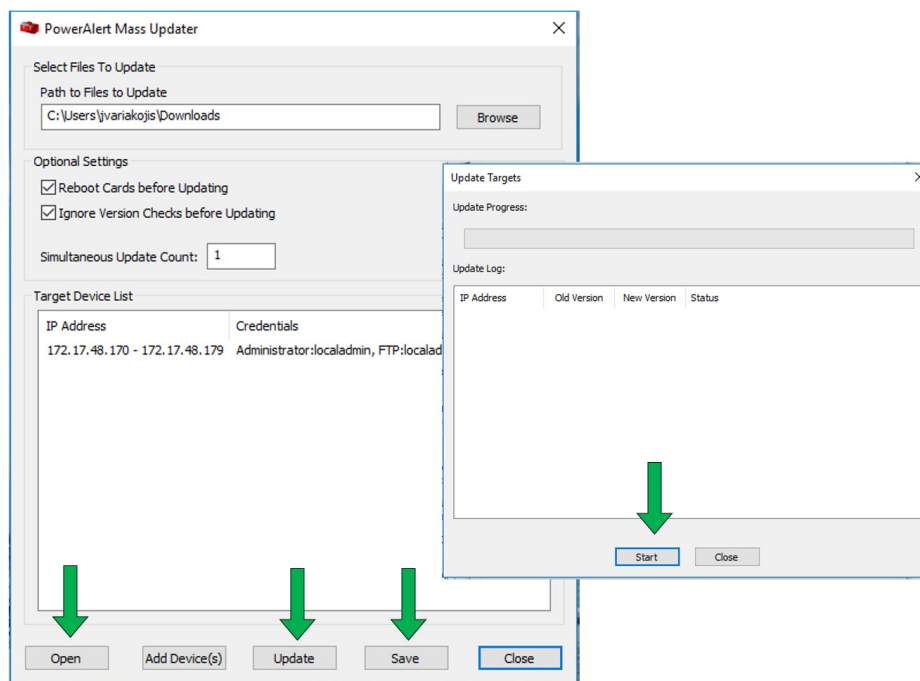 PowerAlert Mass Updater
Select Files To Update
Path to Files to Update
C:\Users\jvariakojis\Downloads
Browse
Optional Settings
Reboot Cards before Updating
Ignore Version Checks before Updating
Simultaneous Update Count: 1
Target Device List
IP Address Credentials
172.17.48.170 - 172.17.48.179 Administrator:localadmin, FTP:localad
Open Add Device(s) Update Save Close
Update Targets
Update Progress:
Update Log:
IP Address Old Version New Version Status
Start Close